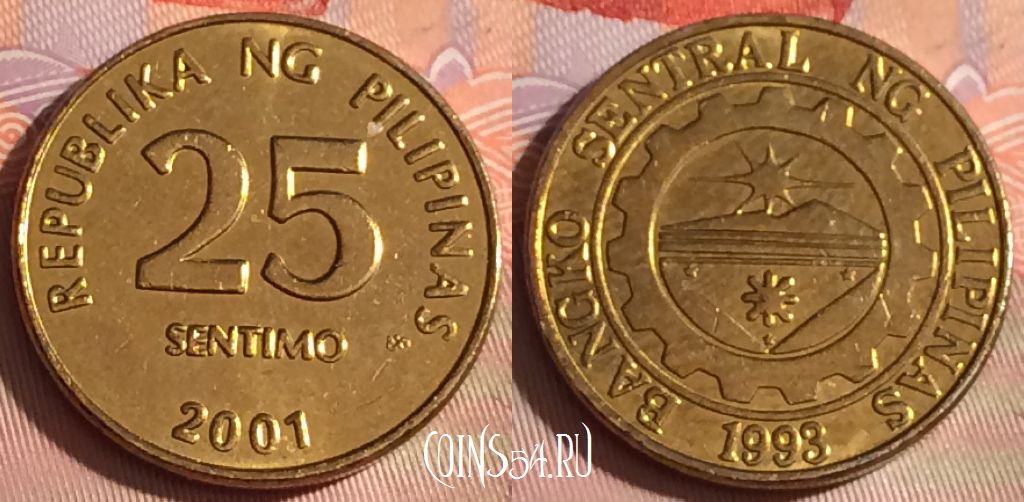 REPUBLIKA NG PILIPINAS
25
SENTIMO
2001
BANGKO SENTRAL NG PILIPINAS
1993
COINS54.RU